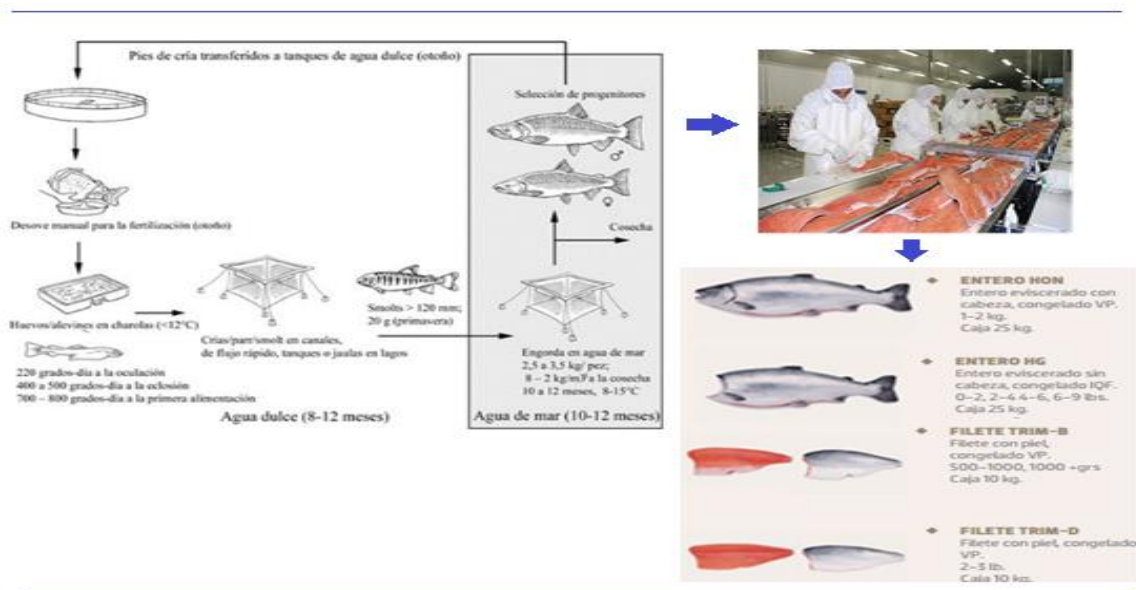 Pies de cría transferidos a tanques de agua dulce (otoño)
Selección de progenitores
♂
♀
Desove manual para la fertilización (otoño)
Cosecha
Huevos/alevines en charolas (<12°C)
Crías/parr/smolt en canales,
de flujo rápido, tanques o jaulas en lagos
Smolts > 120 mm;
20 g (primavera)
Engorda en agua de mar
2,5 a 3,5 kg/ pez;
8 – 2 kg/m³ a la cosecha
10 a 12 meses, 8-15°C
220 grados-día a la oculación
400 a 500 grados-día a la eclosión
700 – 800 grados-día a la primera alimentación
Agua dulce (8-12 meses)
Agua de mar (10-12 meses)
ENTERO HON
Entero eviscerado con
cabeza, congelado VP.
1-2 kg.
Caja 25 kg.
ENTERO HG
Entero eviscerado sin
cabeza, congelado IQF.
0-2, 2-4 4-6, 6-9 lbs.
Caja 25 kg.
FILETE TRIM-B
Filete con piel,
congelado VP.
500-1000, 1000 +grs
Caja 10 kg.
FILETE TRIM-D
Filete con piel, congelado
VP.
2-3 lb.
Caja 10 kg.